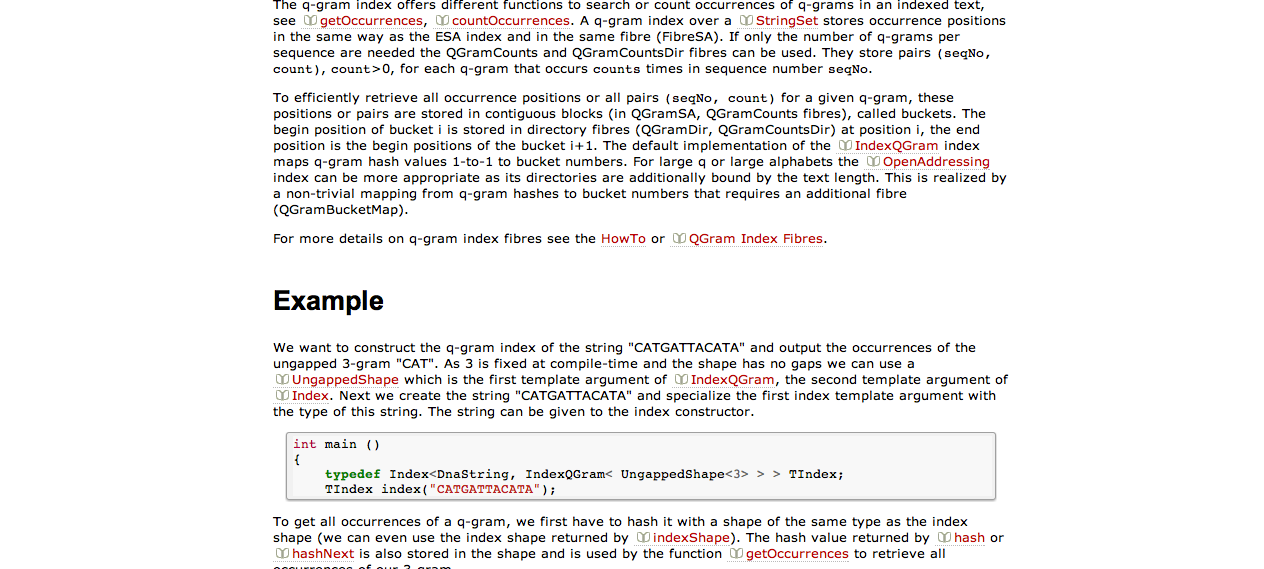 The q-gram index offers different functions to search or count occurrences of q-grams in an indexed text,
see getOccurrences, countOccurrences. A q-gram index over a StringSet stores occurrence positions
in the same way as the ESA index and in the same fibre (FibreSA). If only the number of q-grams per
sequence are needed the QGramCounts and QGramCountsDir fibres can be used. They store pairs (seqNo,
count), count>0, for each q-gram that occurs counts times in sequence number seqNo.
To efficiently retrieve all occurrence positions or all pairs (seqNo, count) for a given q-gram, these
positions or pairs are stored in contiguous blocks (in QGramSA, QGramCounts fibres), called buckets. The
begin position of bucket i is stored in directory fibres (QGramDir, QGramCountsDir) at position i, the end
position is the begin positions of the bucket i+1. The default implementation of the IndexQGram index
maps q-gram hash values 1-to-1 to bucket numbers. For large q or large alphabets the OpenAddressing
index can be more appropriate as its directories are additionally bound by the text length. This is realized by
a non-trivial mapping from q-gram hashes to bucket numbers that requires an additional fibre
(QGramBucketMap).
For more details on q-gram index fibres see the HowTo or QGram Index Fibres.
Example
We want to construct the q-gram index of the string "CATGATTACATA" and output the occurrences of the
ungapped 3-gram "CAT". As 3 is fixed at compile-time and the shape has no gaps we can use a
UngappedShape which is the first template argument of IndexQGram, the second template argument of
Index. Next we create the string "CATGATTACATA" and specialize the first index template argument with
the type of this string. The string can be given to the index constructor.
int main ()
{
    typedef Index<DnaString, IndexQGram< UngappedShape<3> > > TIndex;
    TIndex index("CATGATTACATA");
To get all occurrences of a q-gram, we first have to hash it with a shape of the same type as the index
shape (we can even use the index shape returned by indexShape). The hash value returned by hash or
hashNext is also stored in the shape and is used by the function getOccurrences to retrieve all
occurrences of our 3-gram.